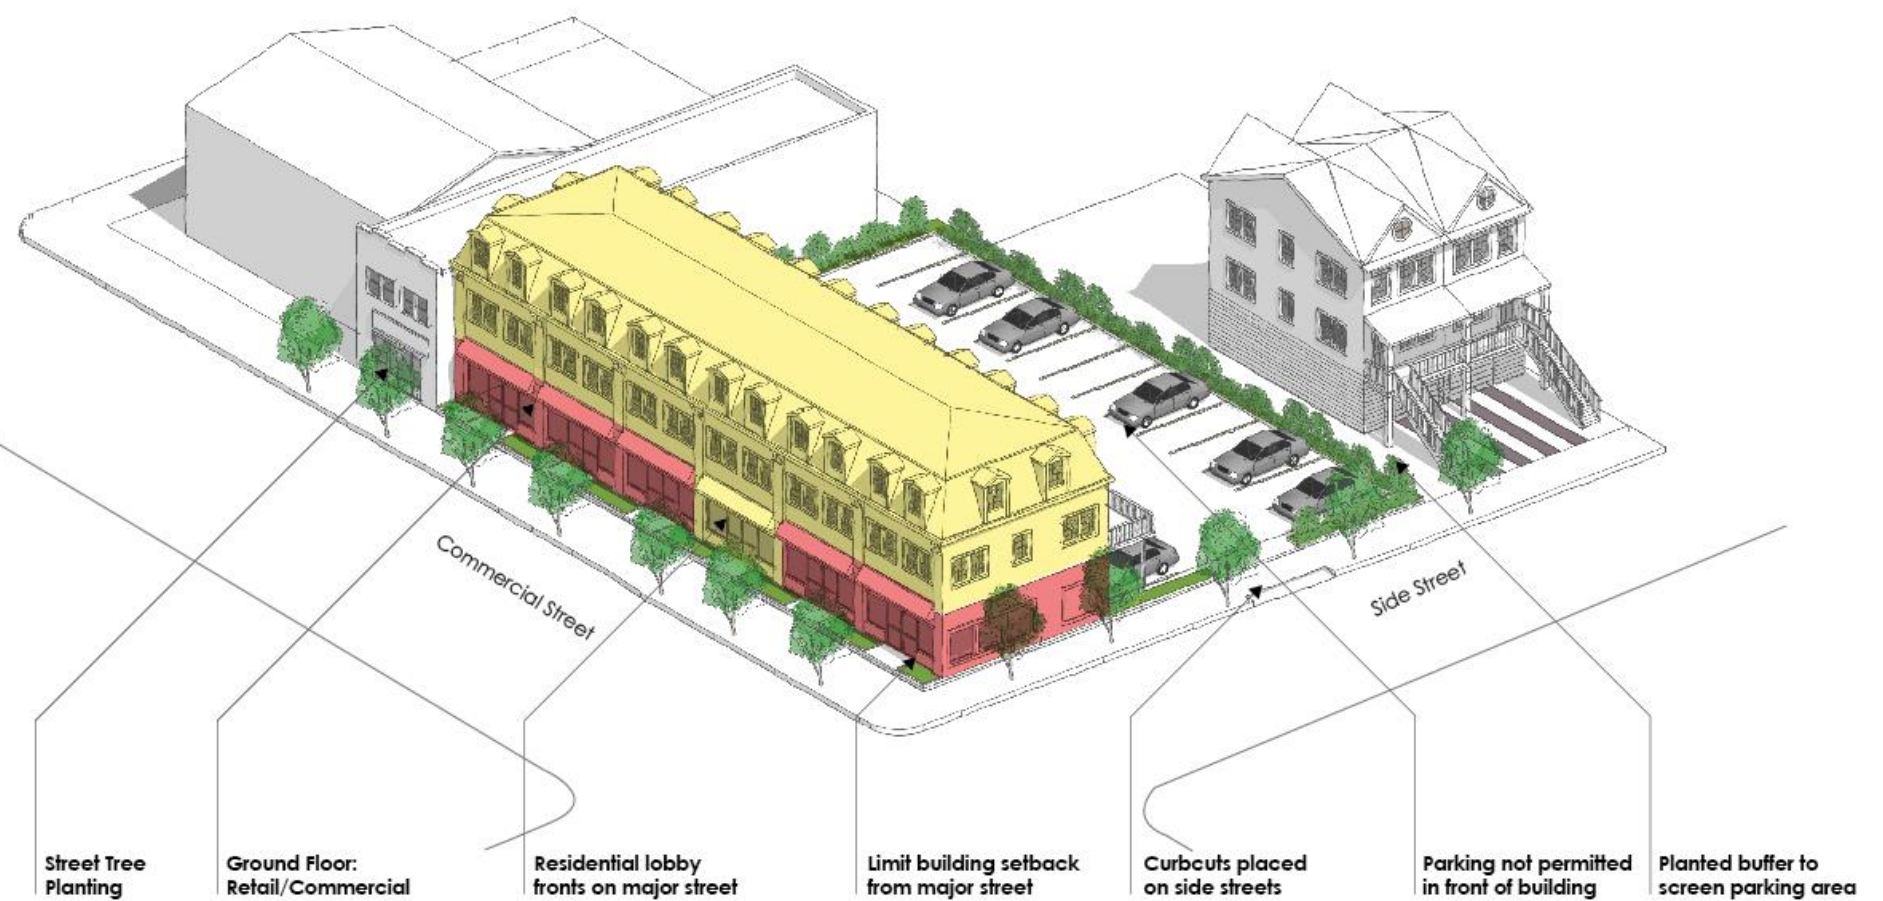 Commercial Street
Side Street
Street Tree
Planting
Ground Floor:
Retail/Commercial
Residential lobby
fronts on major street
Limit building setback
from major street
Curbcuts placed
on side streets
Parking not permitted
in front of building
Planted buffer to
screen parking area